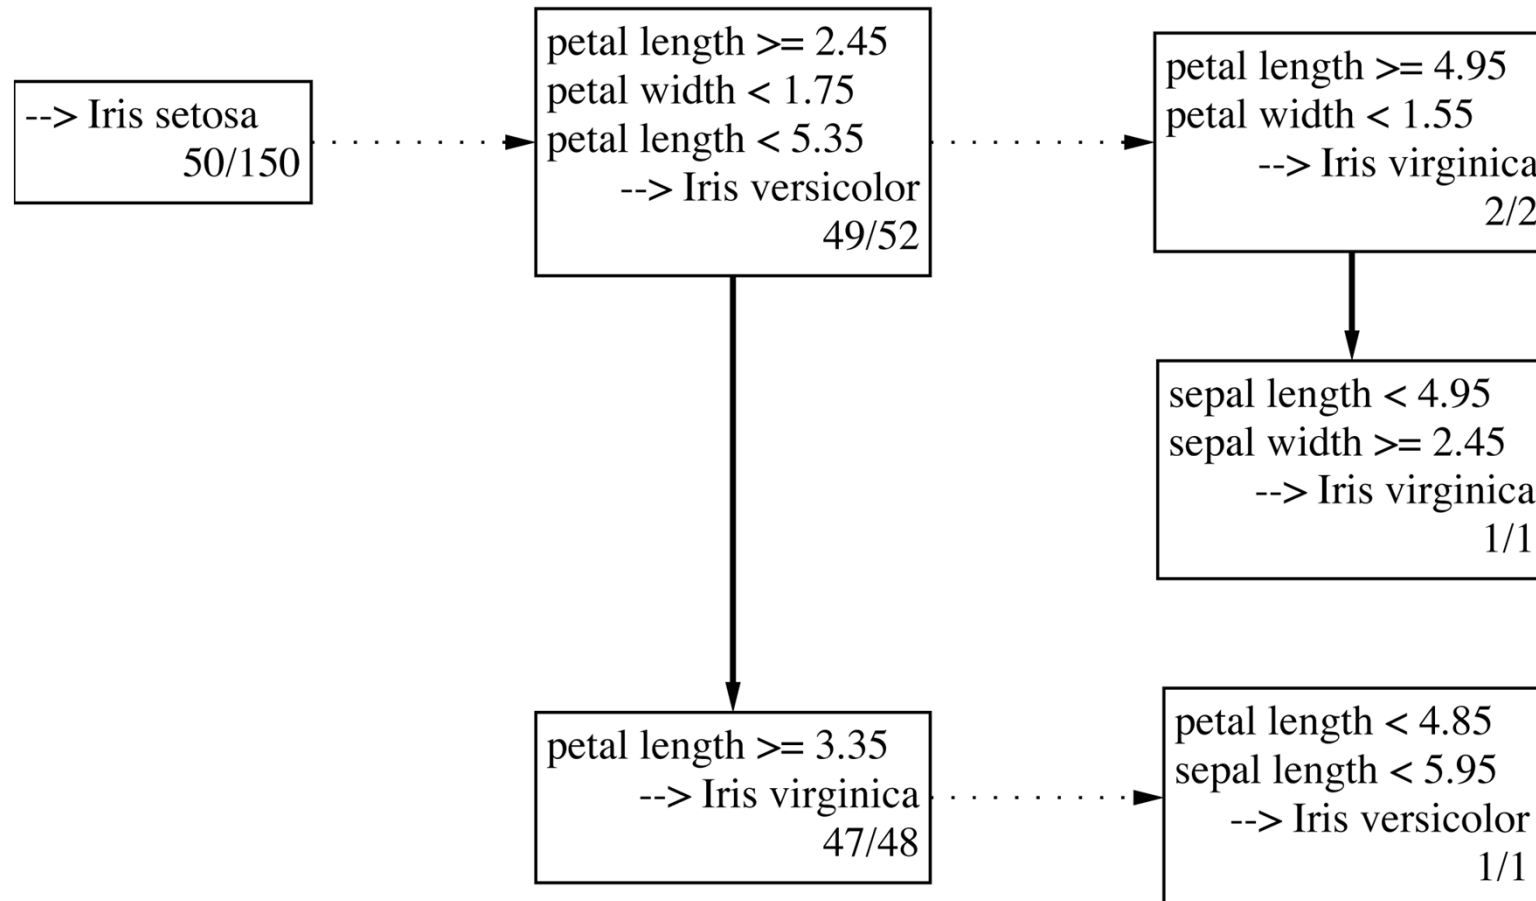 --> Iris setosa
50/150
petal length >= 2.45
petal width < 1.75
petal length < 5.35
--> Iris versicolor
49/52
petal length >= 4.95
petal width < 1.55
--> Iris virginica
2/2
sepal length < 4.95
sepal width >= 2.45
--> Iris virginica
1/1
petal length >= 3.35
--> Iris virginica
47/48
petal length < 4.85
sepal length < 5.95
--> Iris versicolor
1/1